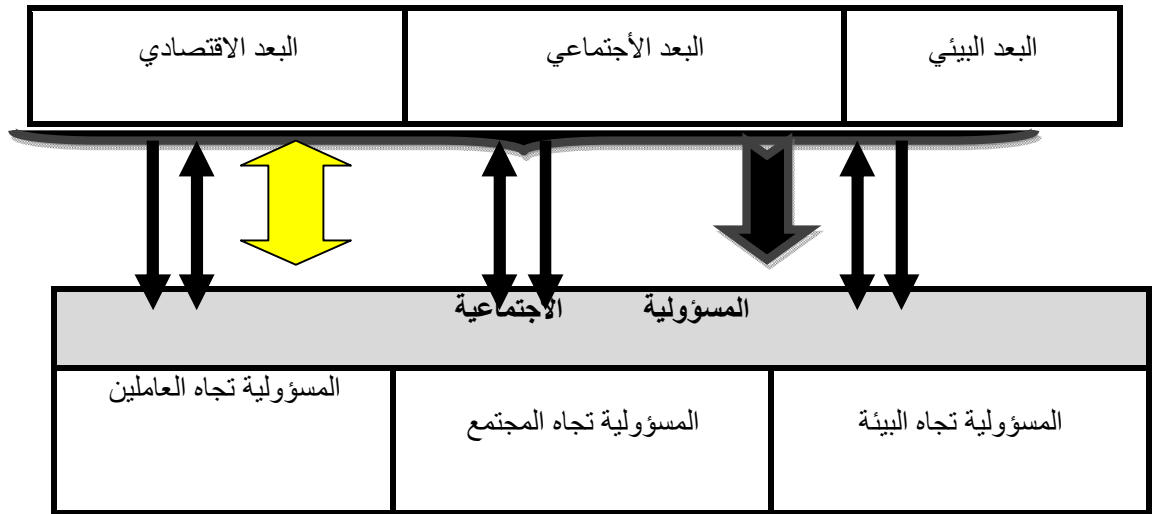 البعد البيئي
البعد الأجتماعي
البعد الاقتصادي
المسؤولية الاجتماعية
المسؤولية تجاه البيئة
المسؤولية تجاه المجتمع
المسؤولية تجاه العاملين